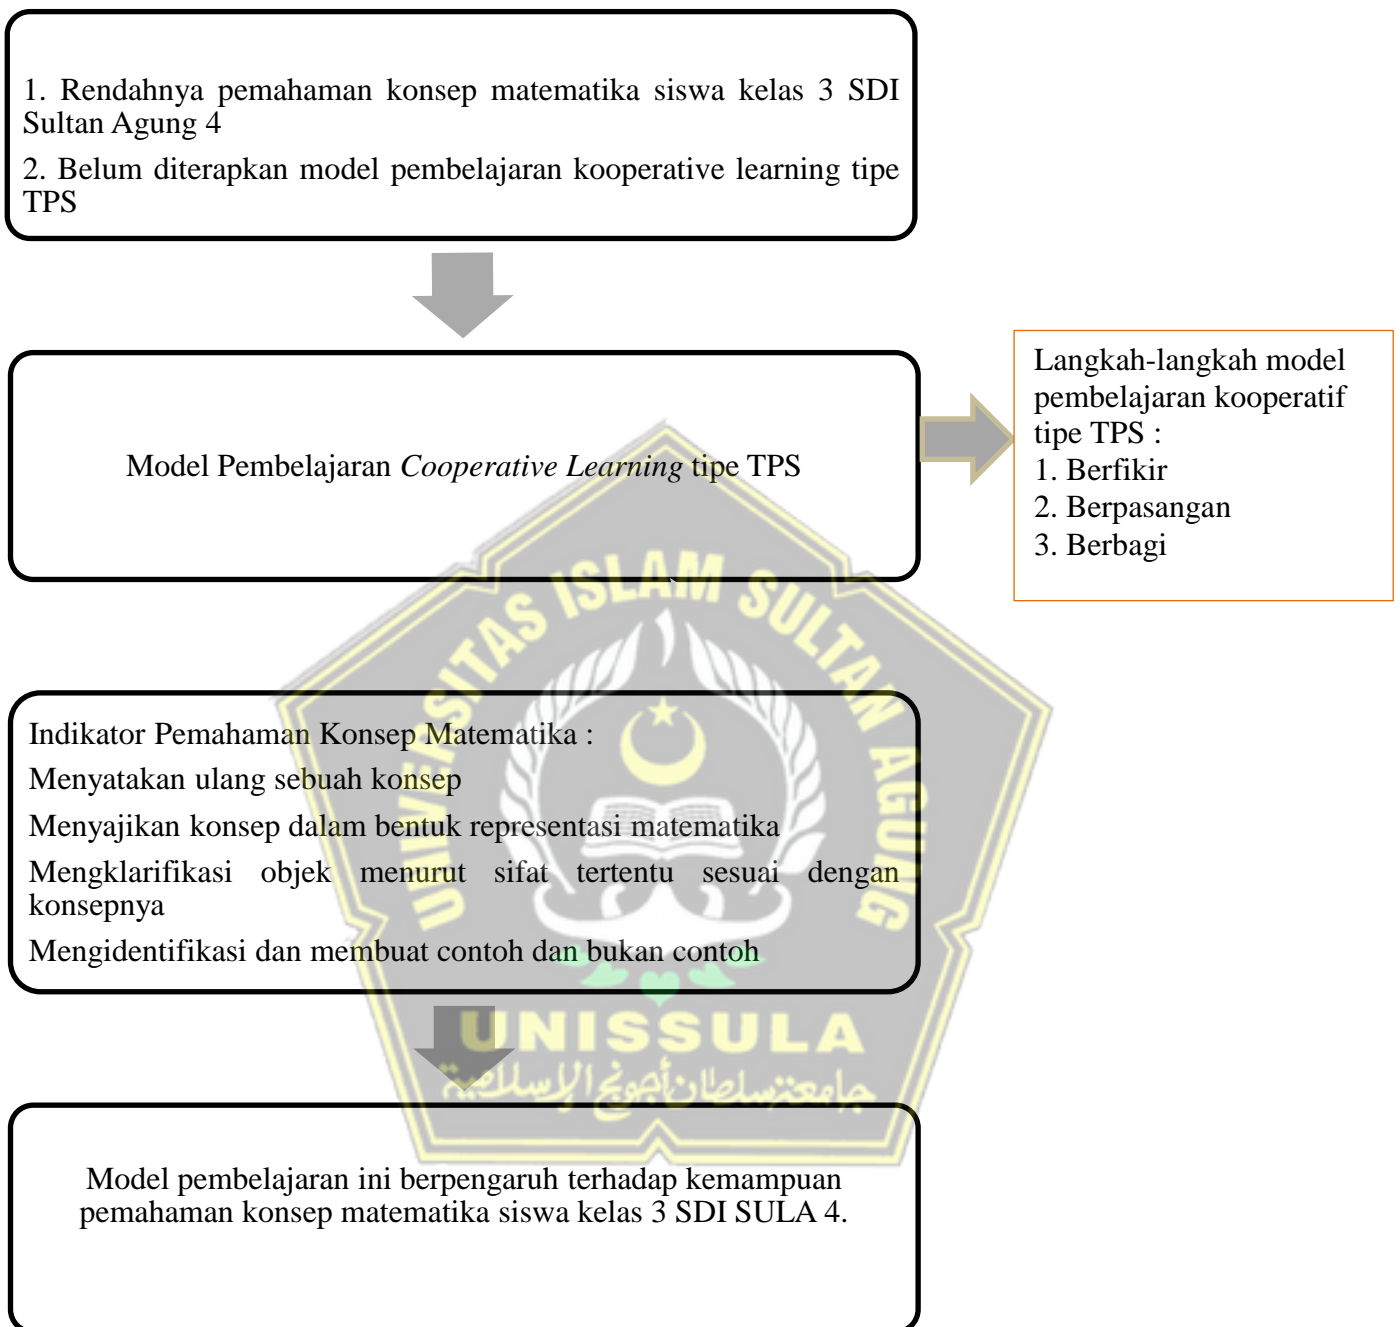 1. Rendahnya pemahaman konsep matematika siswa kelas 3 SDI
Sultan Agung 4
2. Belum diterapkan model pembelajaran kooperative learning tipe
TPS
Model Pembelajaran Cooperative Learning tipe TPS
Langkah-langkah model
pembelajaran kooperatif
tipe TPS :
1. Berfikir
2. Berpasangan
3. Berbagi
UNIVERSITAS ISLAM SULTAN AGUNG
Indikator Pemahaman Konsep Matematika :
Menyatakan ulang sebuah konsep
Menyajikan konsep dalam bentuk representasi matematika
Mengklarifikasi objek menurut sifat tertentu sesuai dengan
konsepnya
Mengidentifikasi dan membuat contoh dan bukan contoh
UNISSULA
جامعة سلطان أجونج الإسلامية
Model pembelajaran ini berpengaruh terhadap kemampuan
pemahaman konsep matematika siswa kelas 3 SDI SULA 4.